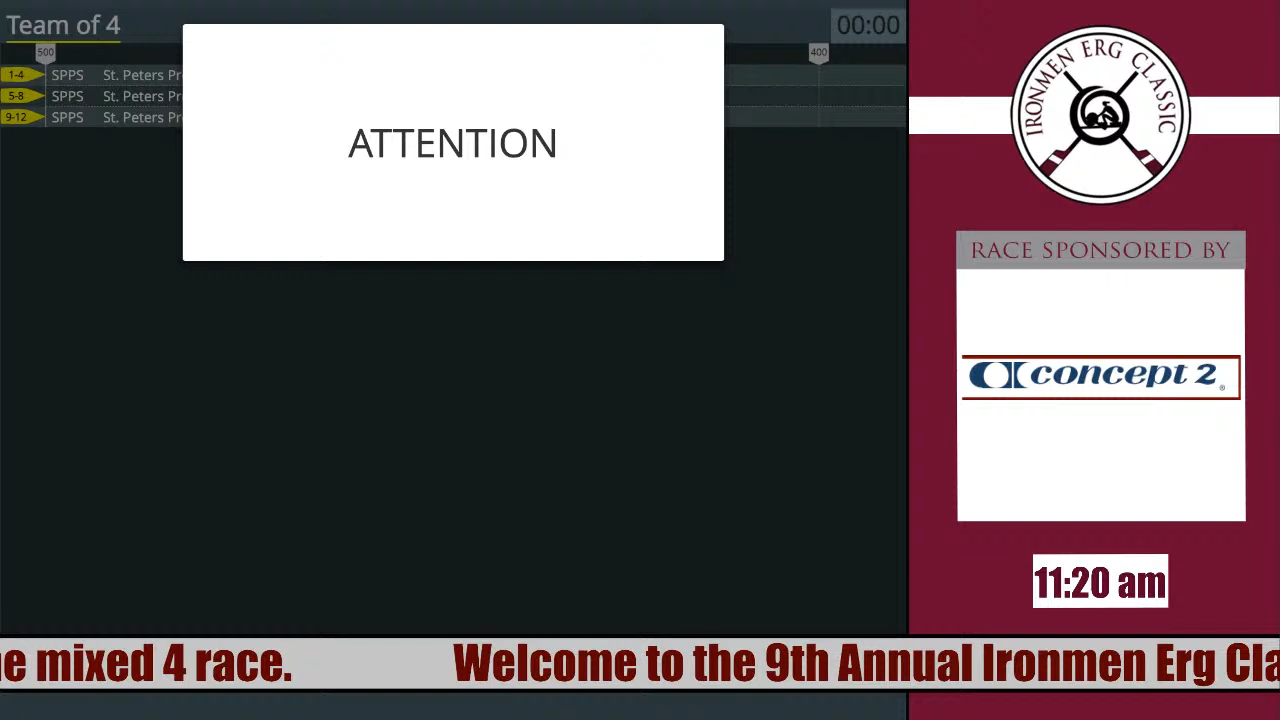 Team of 4
00:00
500
400
1-4 SPPS St. Peters Pr
5-8 SPPS St. Peters Pr
9-12 SPPS St. Peters Pr
ATTENTION
IRONMEN ERG CLASSIC
RACE SPONSORED BY
concept 2®
11:20 am
e mixed 4 race. Welcome to the 9th Annual Ironmen Erg Cla